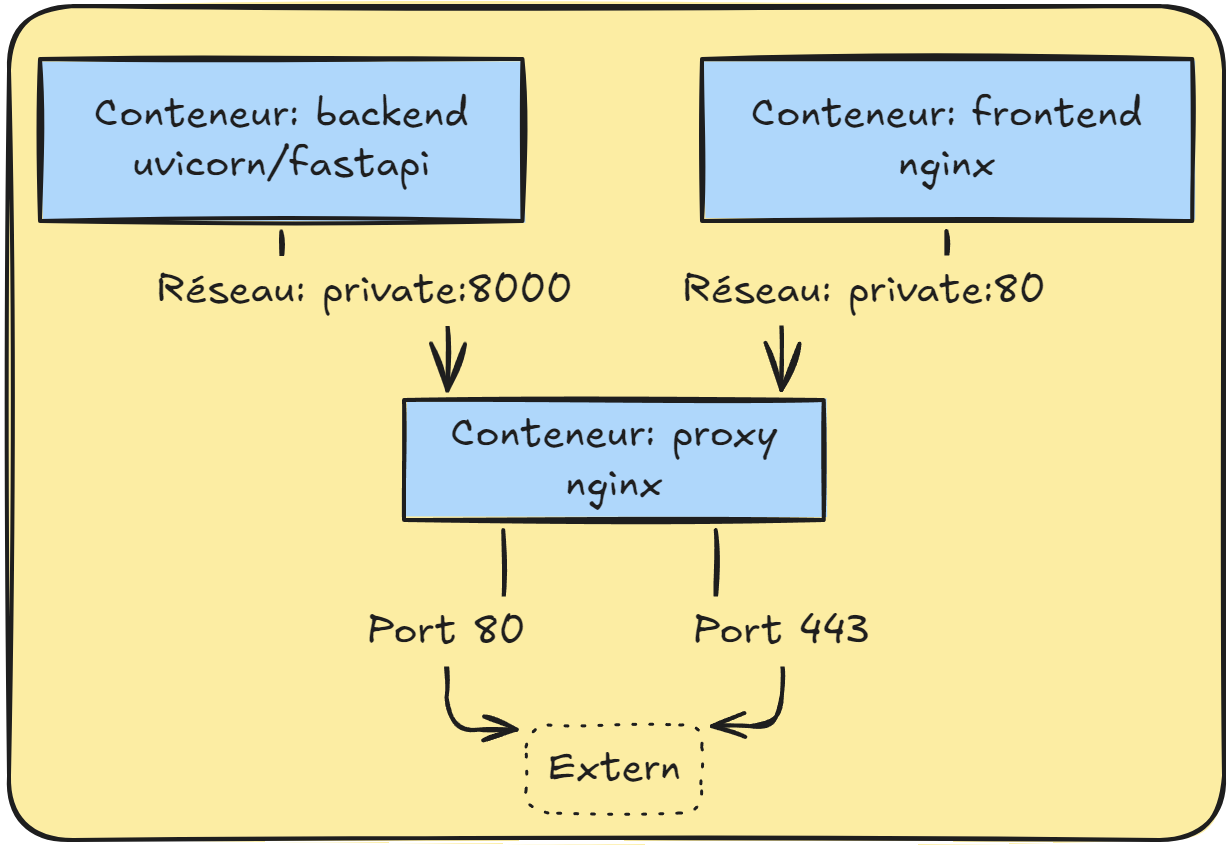 Conteneur: backend
uvicorn/fastapi
Conteneur: frontend
nginx
Réseau: private:8000
Réseau: private:80
Conteneur: proxy
nginx
Port 80
Port 443
Extern